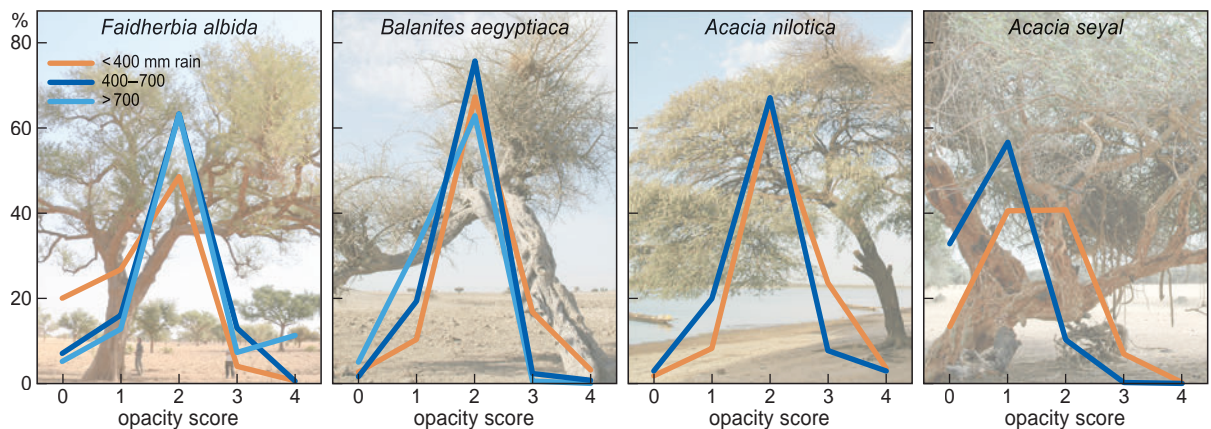 %
80
60
40
20
0
Faidherbia albida
<400 mm rain
400–700
>700
0 1 2 3 4
opacity score
Balanites aegyptiaca
0 1 2 3 4
opacity score
Acacia nilotica
0 1 2 3 4
opacity score
Acacia seyal
0 1 2 3 4
opacity score